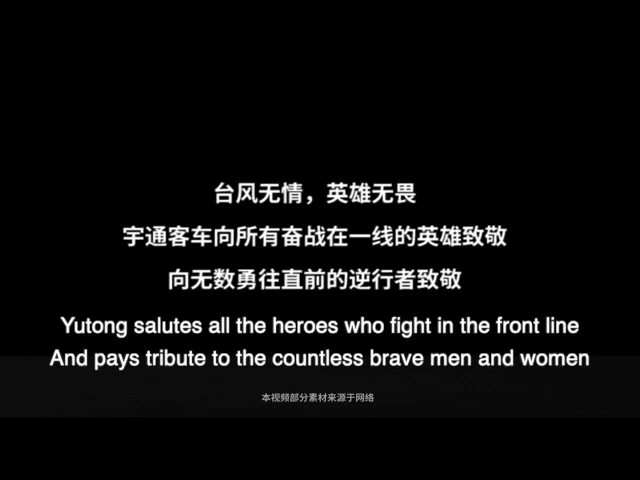 台风无情，英雄无畏
宇通客车向所有奋战在一线的英雄致敬
向无数勇往直前的逆行者致敬
Yutong salutes all the heroes who fight in the front line
And pays tribute to the countless brave men and women
本视频部分素材来源于网络